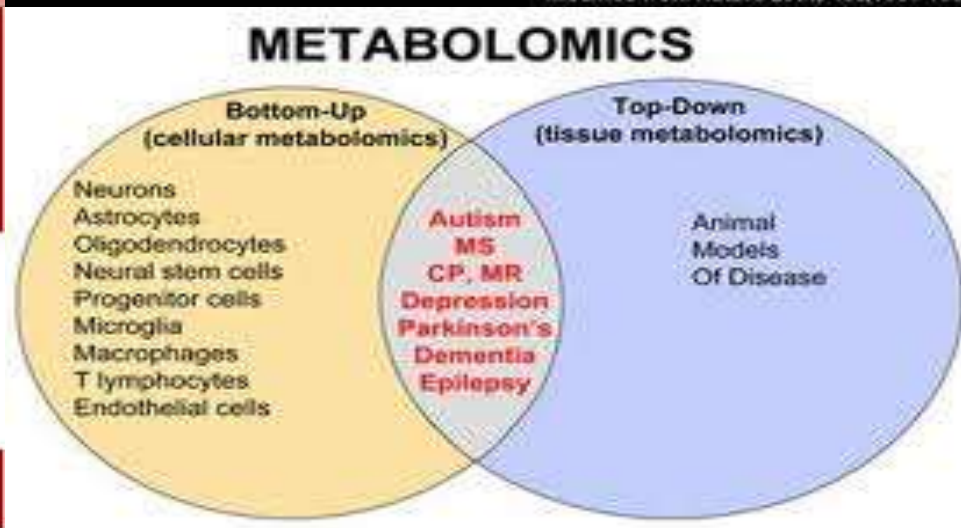 METABOLOMICS
Bottom-Up
(cellular metabolomics)
Top-Down
(tissue metabolomics)
Neurons
Astrocytes
Oligodendrocytes
Neural stem cells
Progenitor cells
Microglia
Macrophages
T lymphocytes
Endothelial cells
Autism
MS
CP, MR
Depression
Parkinson's
Dementia
Epilepsy
Animal
Models
Of Disease